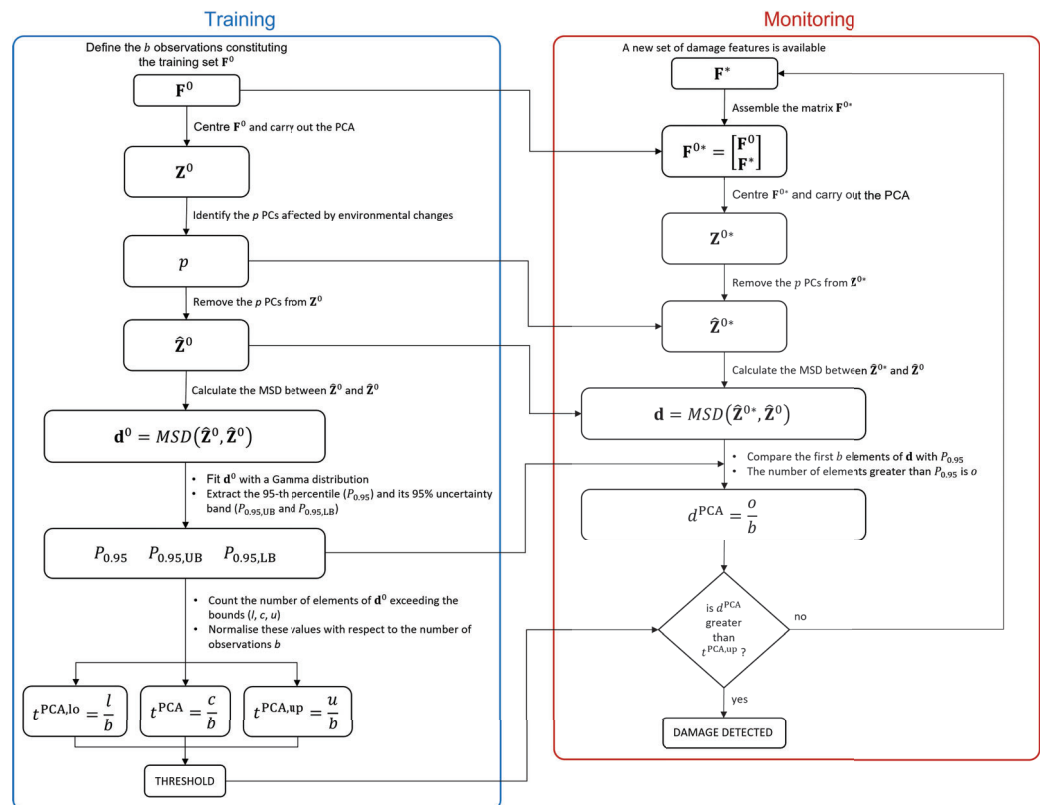 Training
Define the b observations constituting
the training set F⁰
F⁰
Centre F⁰ and carry out the PCA
Z⁰
Identify the p PCs affected by environmental changes
p
Remove the p PCs from Z⁰
Ẑ⁰
Calculate the MSD between Ẑ⁰ and Ẑ⁰
d⁰ = MSD(Ẑ⁰, Ẑ⁰)
• Fit d⁰ with a Gamma distribution
• Extract the 95-th percentile (P₀.₉₅) and its 95% uncertainty
band (P₀.₉₅,UB and P₀.₉₅,LB)
P₀.₉₅ P₀.₉₅,UB P₀.₉₅,LB
• Count the number of elements of d⁰ exceeding the
bounds (l, c, u)
• Normalise these values with respect to the number of
observations b
t^PCA,lo = l/b
t^PCA = c/b
t^PCA,up = u/b
THRESHOLD
Monitoring
A new set of damage features is available
F*
Assemble the matrix F⁰*
F⁰* = [F⁰
F*]
Centre F⁰* and carry out the PCA
Z⁰*
Remove the p PCs from Z⁰*
Ẑ⁰*
Calculate the MSD between Ẑ⁰* and Ẑ⁰
d = MSD(Ẑ⁰*, Ẑ⁰)
• Compare the first b elements of d with P₀.₉₅
• The number of elements greater than P₀.₉₅ is o
d^PCA = o/b
is d^PCA
greater
than
t^PCA,up ?
no
yes
DAMAGE DETECTED